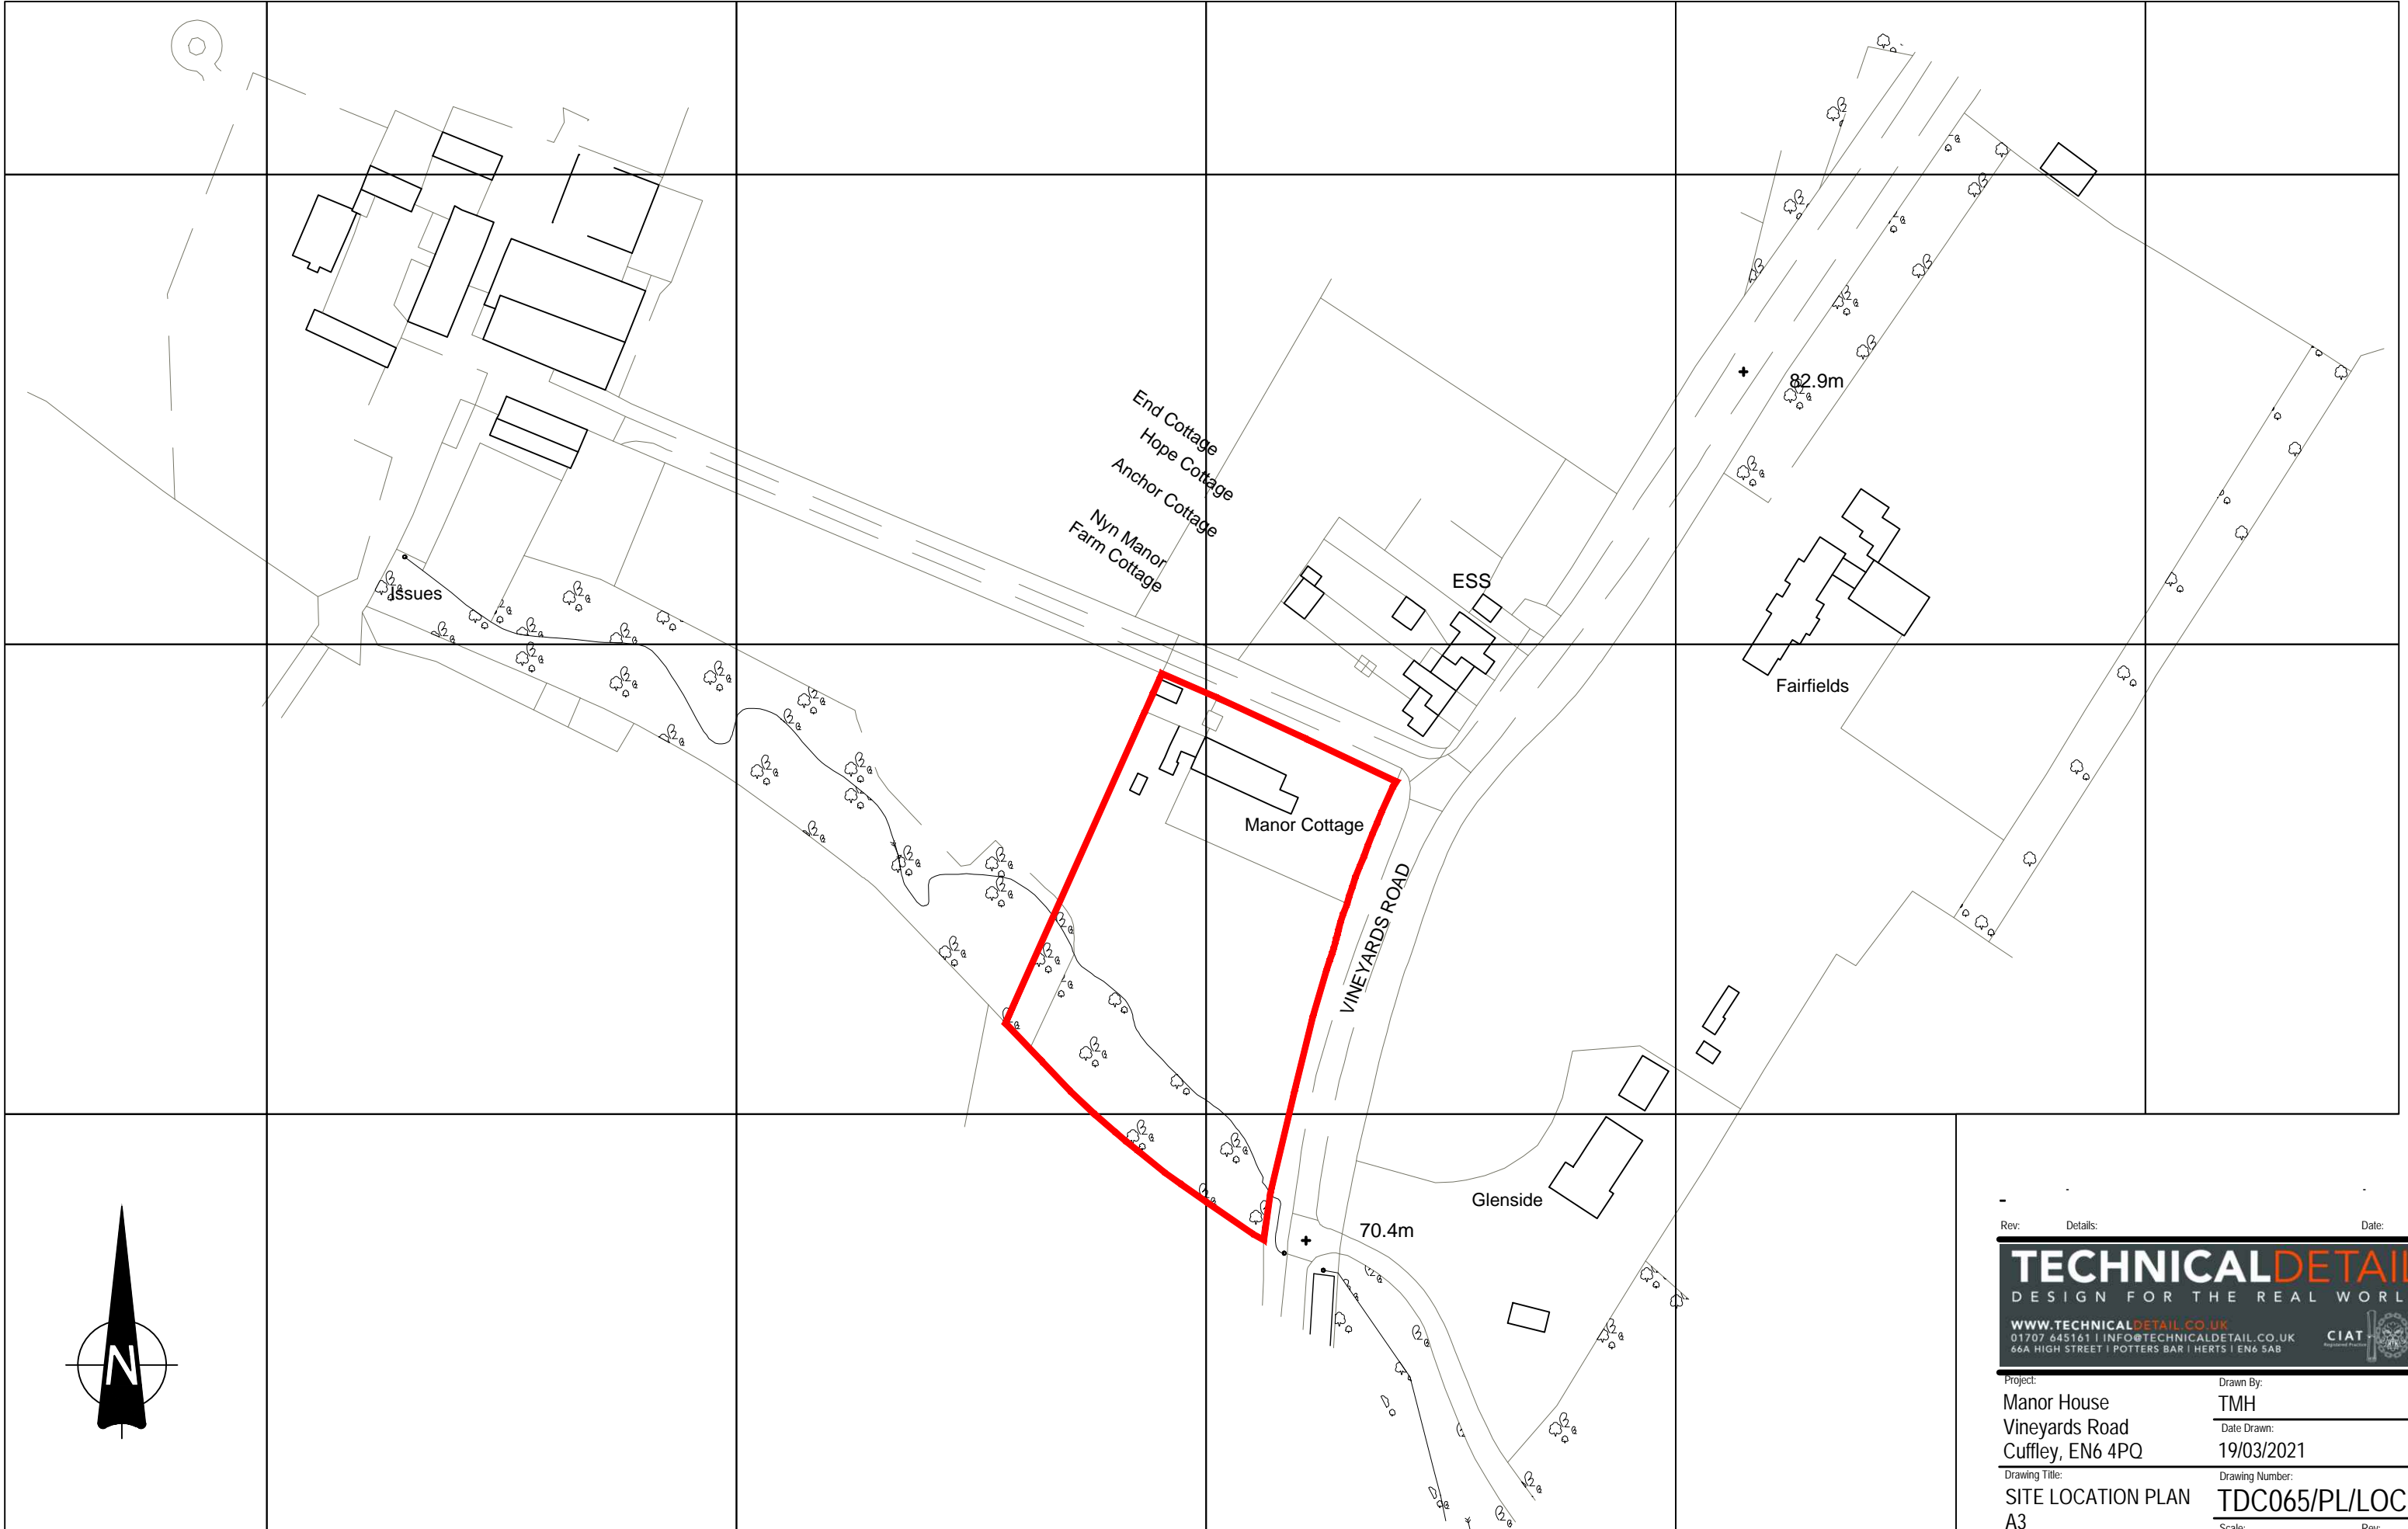 82.9m
End Cottage
Hope Cottage
Anchor Cottage
Nyn Manor
Farm Cottage
ESS
Issues
Fairfields
Manor Cottage
VINEYARDS ROAD
Glenside
70.4m
N
-
Rev: Details: Date:
TECHNICALDETAIL
DESIGN FOR THE REAL WORL
WWW.TECHNICALDETAIL.CO.UK
01707 645161 | INFO@TECHNICALDETAIL.CO.UK
66A HIGH STREET | POTTERS BAR | HERTS | EN6 5AB
CIAT
Registered Practice
Project:
Manor House
Vineyards Road
Cuffley, EN6 4PQ
Drawn By:
TMH
Date Drawn:
19/03/2021
Drawing Title:
SITE LOCATION PLAN
A3
Drawing Number:
TDC065/PL/LOC
Scale: Rev: